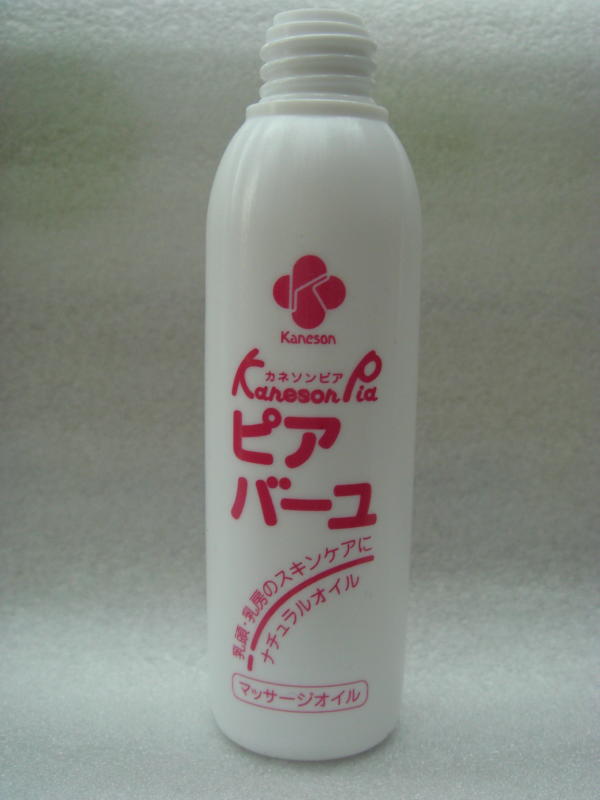 Kaneson
カネソンピア
Kaneson Pia
ピア
バーユ
乳頭・乳房のスキンケアに
ナチュラルオイル
マッサージオイル